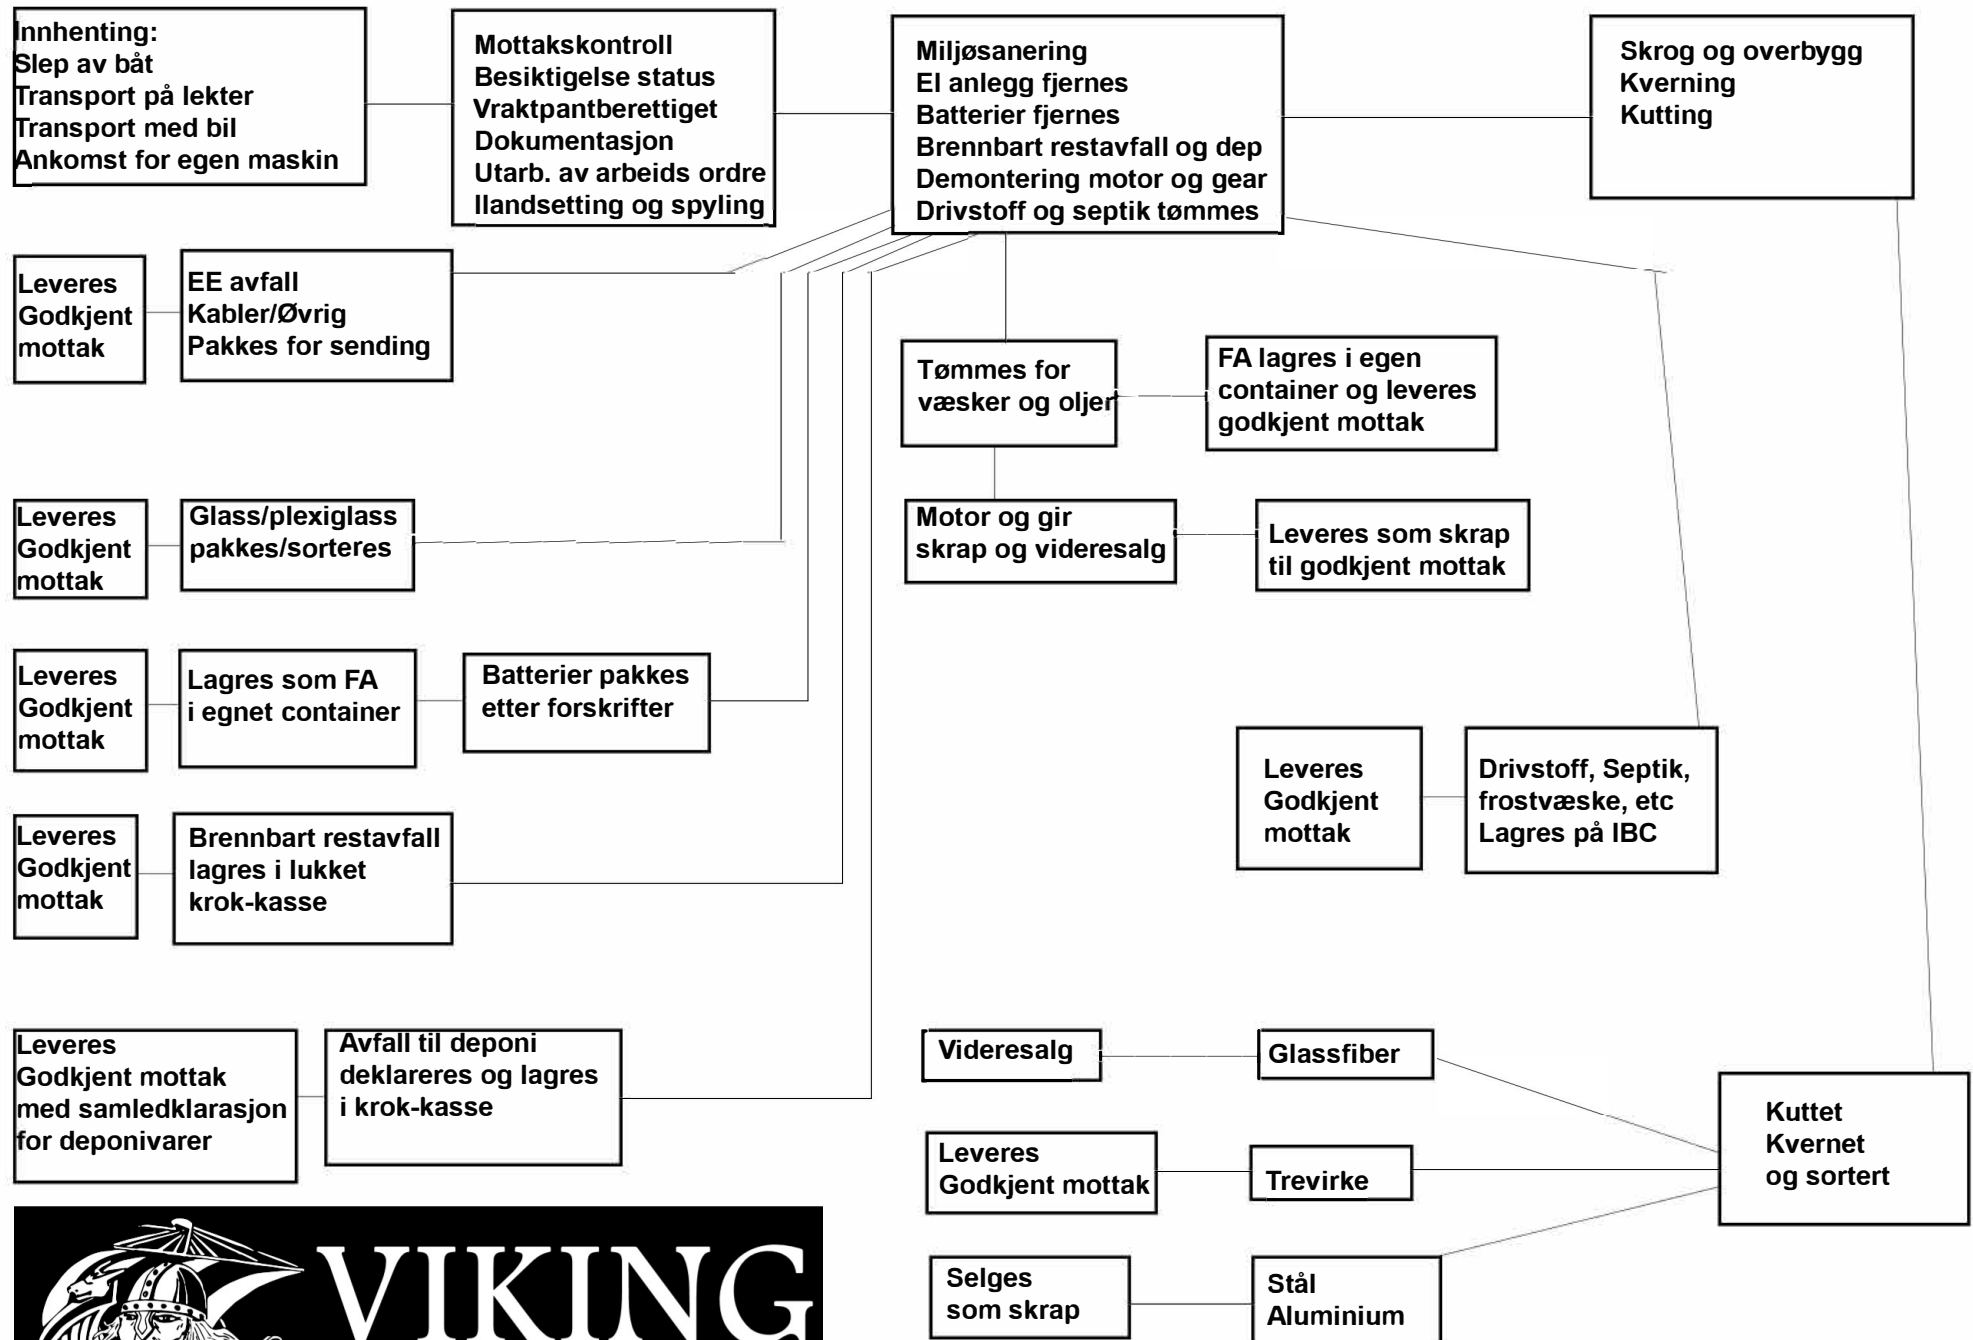 Innhenting:
Slep av båt
Transport på lekter
Transport med bil
Ankomst for egen maskin
Mottakskontroll
Besiktigelse status
Vraktpantberettiget
Dokumentasjon
Utarb. av arbeids ordre
Ilandsetting og spyling
Miljøsanering
El anlegg fjernes
Batterier fjernes
Brennbart restavfall og dep
Demontering motor og gear
Drivstoff og septik tømmes
Skrog og overbygg
Kverning
Kutting
Leveres
Godkjent
mottak
EE avfall
Kabler/Øvrig
Pakkes for sending
Tømmes for
væsker og oljer
FA lagres i egen
container og leveres
godkjent mottak
Leveres
Godkjent
mottak
Glass/plexiglass
pakkes/sorteres
Motor og gir
skrap og videresalg
Leveres som skrap
til godkjent mottak
Leveres
Godkjent
mottak
Lagres som FA
i egnet container
Batterier pakkes
etter forskrifter
Leveres
Godkjent
mottak
Drivstoff, Septik,
frostvæske, etc
Lagres på IBC
Leveres
Godkjent
mottak
Brennbart restavfall
lagres i lukket
krok-kasse
Leveres
Godkjent mottak
med samledklarasjon
for deponivarer
Avfall til deponi
deklareres og lagres
i krok-kasse
Videresalg
Glassfiber
Kuttet
Kvernet
og sortert
Leveres
Godkjent mottak
Trevirke
Selges
som skrap
Stål
Aluminium
VIKING